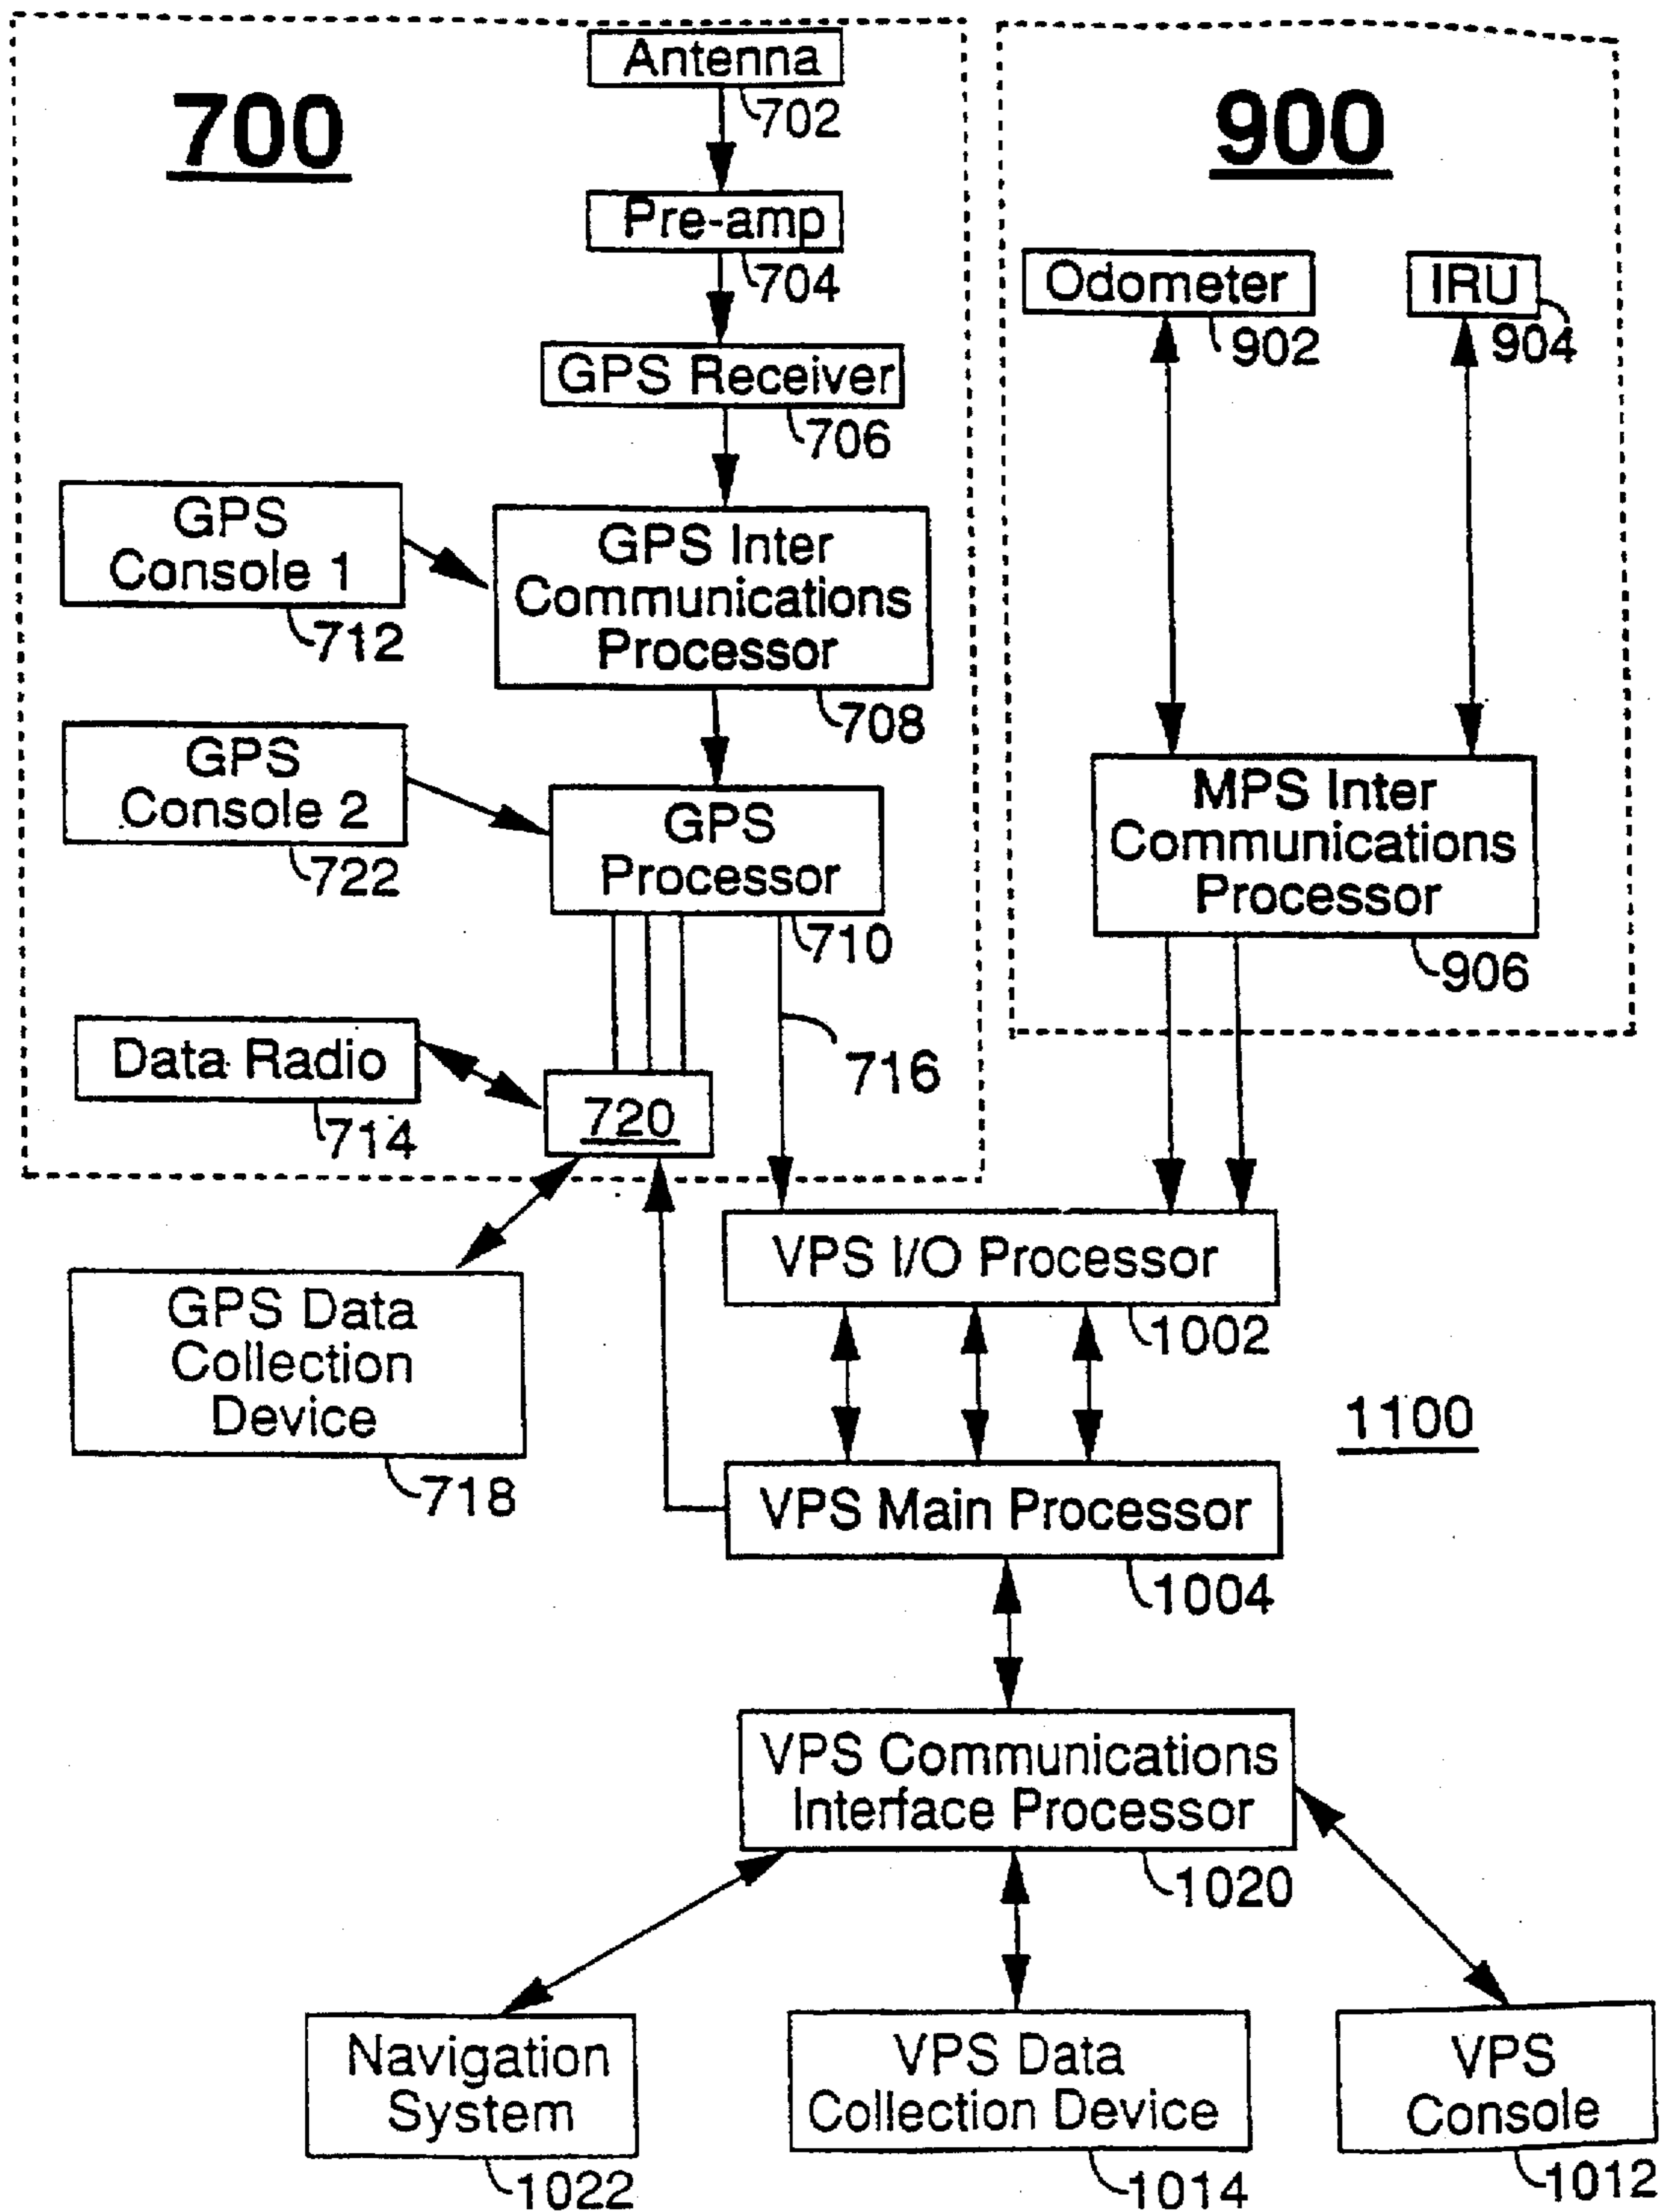 Antenna
702
700
900
Pre-amp
704
Odometer
902
IRU
904
GPS Receiver
706
GPS
Console 1
712
GPS Inter
Communications
Processor
708
GPS
Console 2
722
GPS
Processor
710
MPS Inter
Communications
Processor
906
Data Radio
714
720
716
VPS I/O Processor
1002
GPS Data
Collection
Device
718
1100
VPS Main Processor
1004
VPS Communications
Interface Processor
1020
Navigation
System
1022
VPS Data
Collection Device
1014
VPS
Console
1012